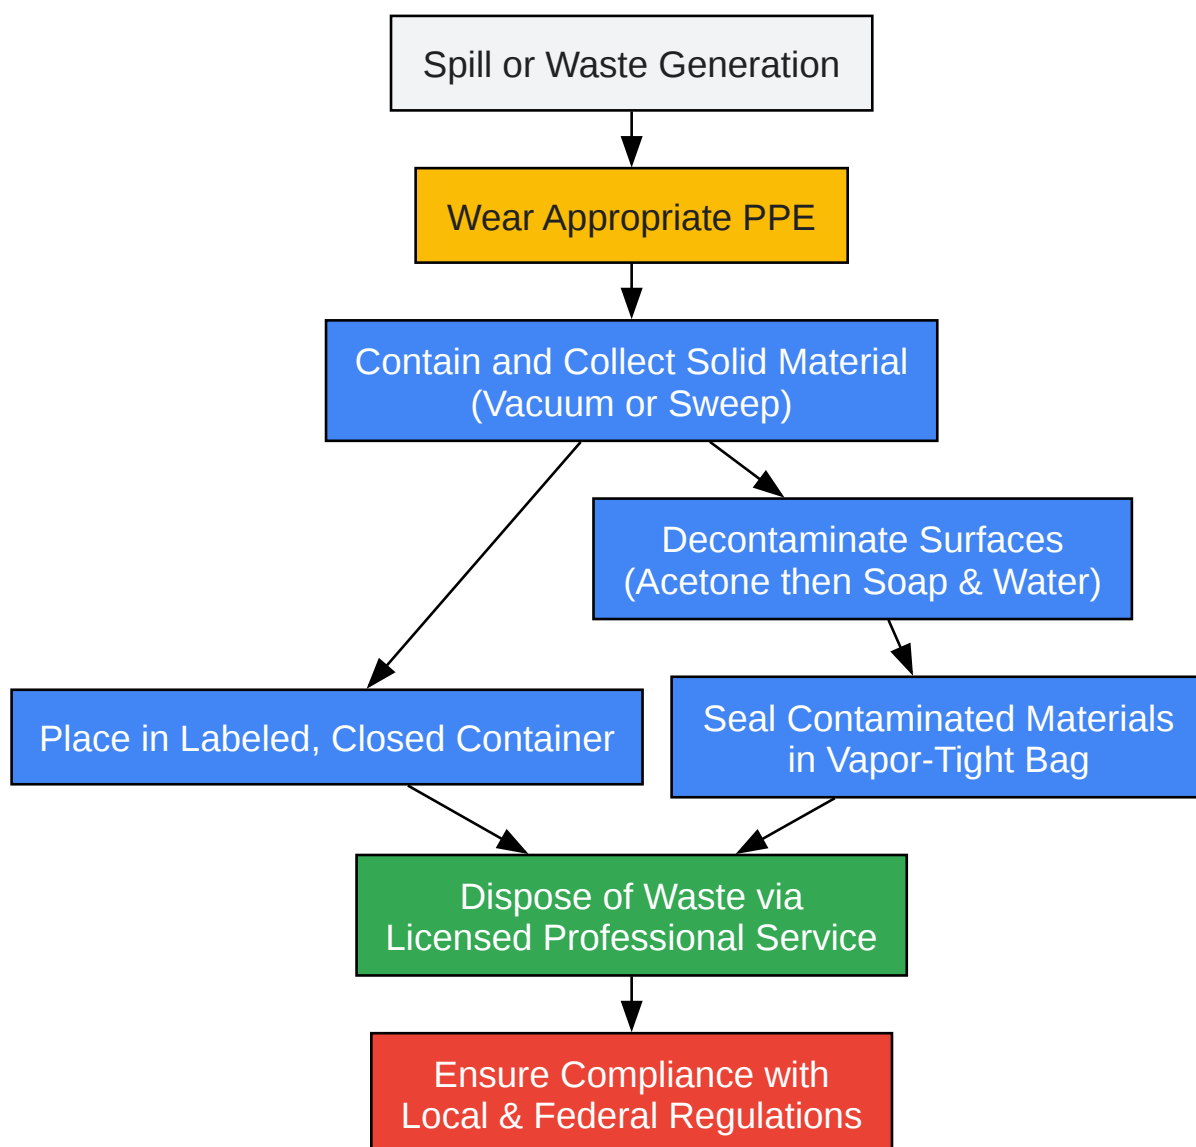 Spill or Waste Generation
Wear Appropriate PPE
Contain and Collect Solid Material
(Vacuum or Sweep)
Decontaminate Surfaces
(Acetone then Soap & Water)
Place in Labeled, Closed Container
Seal Contaminated Materials
in Vapor-Tight Bag
Dispose of Waste via
Licensed Professional Service
Ensure Compliance with
Local & Federal Regulations